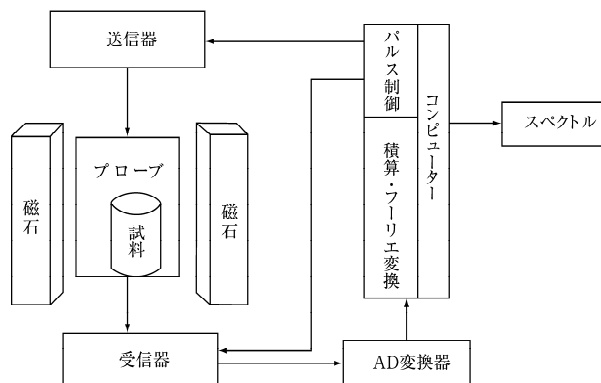 送信器
パルス制御
コンピューター
スペクトル
磁石
プローブ
試料
磁石
積算・フーリエ変換
受信器
AD変換器